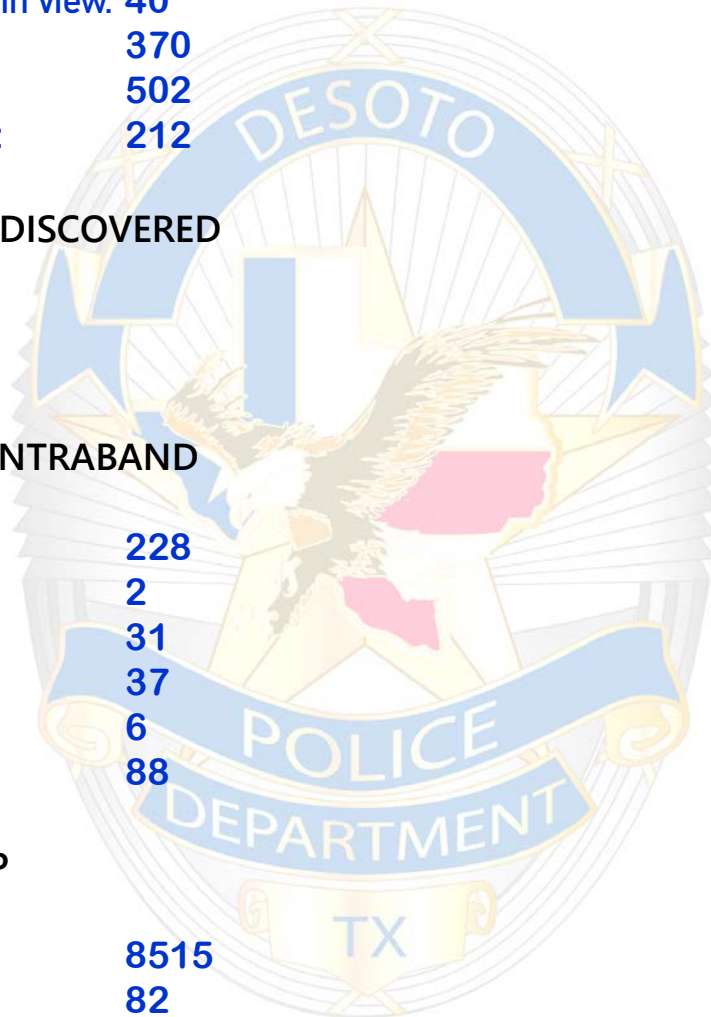 in view: 40
370
502
: 212
DISCOVERED
NTRABAND
228
2
31
37
6
88
P
8515
82
DESOTO
POLICE
DEPARTMENT
TX